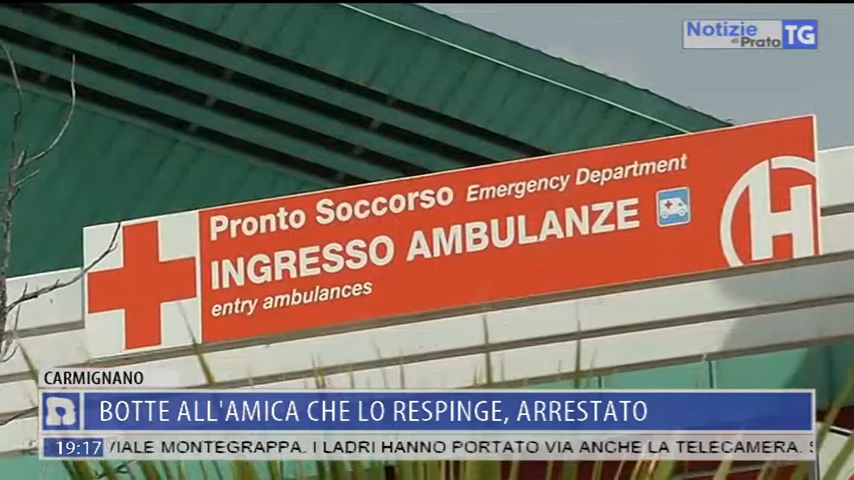 Notizie
di Prato TG
Pronto Soccorso Emergency Department
INGRESSO AMBULANZE
entry ambulances
H
CARMIGNANO
n BOTTE ALL'AMICA CHE LO RESPINGE, ARRESTATO
19:17 VIALE MONTEGRAPPA. I LADRI HANNO PORTATO VIA ANCHE LA TELECAMERA.